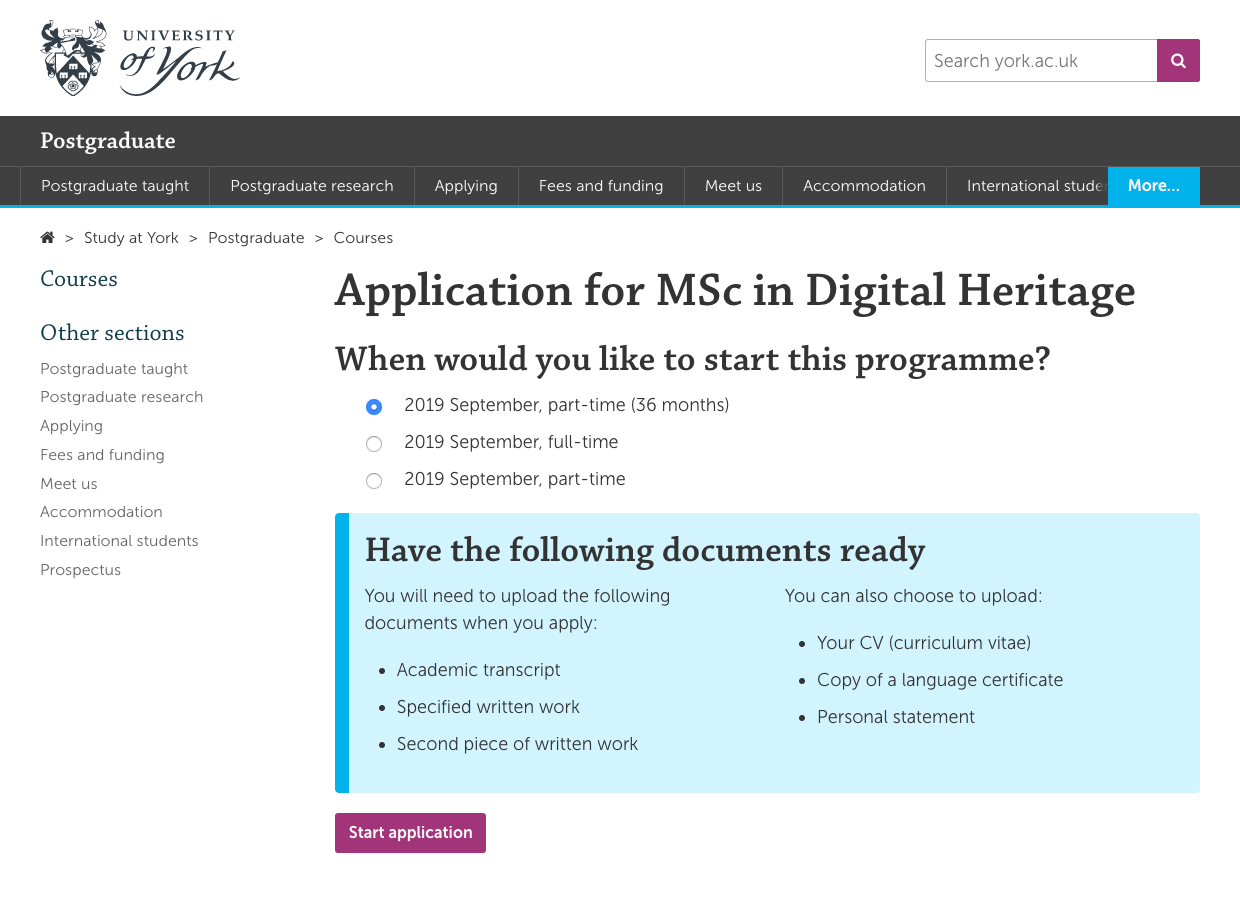 UNIVERSITY
of York
Search york.ac.uk
Postgraduate
Postgraduate taught
Postgraduate research
Applying
Fees and funding
Meet us
Accommodation
International stude
More...
> Study at York > Postgraduate > Courses
Courses
Other sections
Postgraduate taught
Postgraduate research
Applying
Fees and funding
Meet us
Accommodation
International students
Prospectus
Application for MSc in Digital Heritage
When would you like to start this programme?
2019 September, part-time (36 months)
2019 September, full-time
2019 September, part-time
Have the following documents ready
You will need to upload the following
documents when you apply:
• Academic transcript
• Specified written work
• Second piece of written work
You can also choose to upload:
• Your CV (curriculum vitae)
• Copy of a language certificate
• Personal statement
Start application